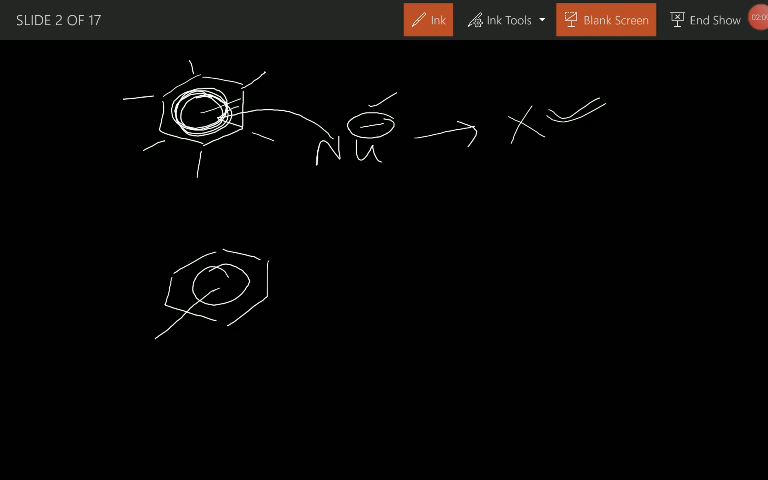 SLIDE 2 OF 17
Ink
Ink Tools
Blank Screen
End Show
Nu